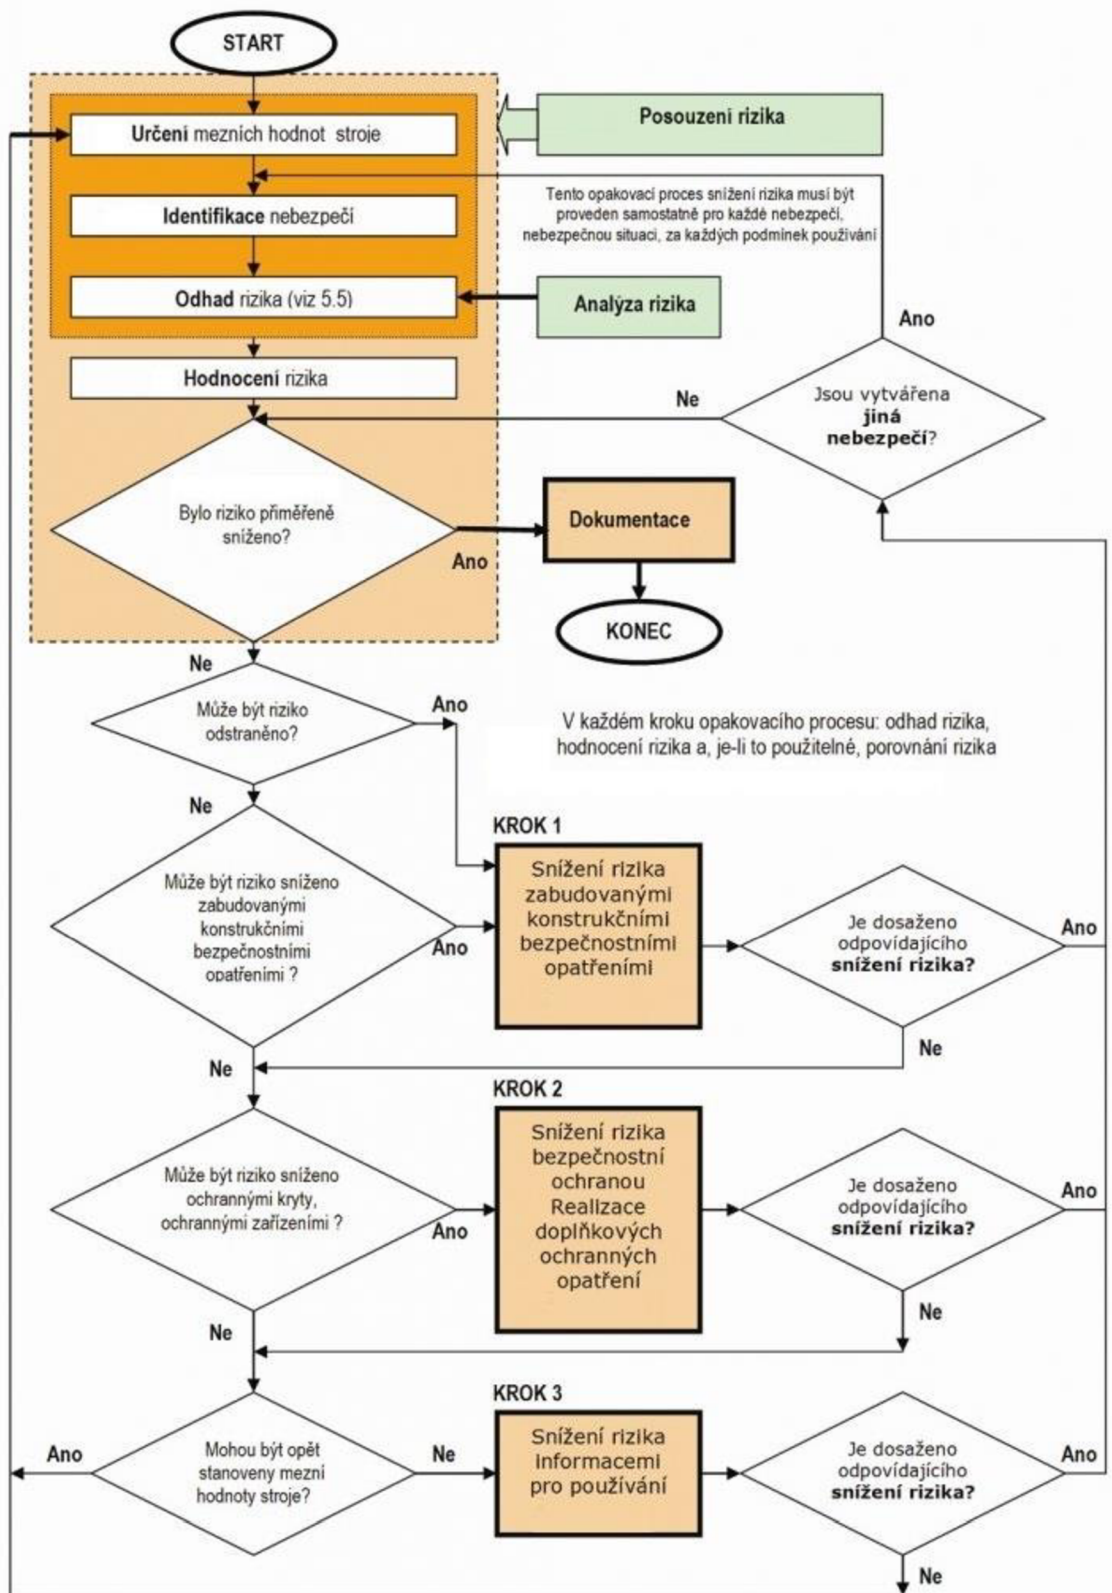 START
Určení mezních hodnot stroje
Posouzení rizika
Identifikace nebezpečí
Tento opakovací proces snížení rizika musí být
proveden samostatně pro každé nebezpečí,
nebezpečnou situaci, za každých podmínek používání
Odhad rizika (viz 5.5)
Analýza rizika
Ano
Hodnocení rizika
Ne
Jsou vytvářena
jiná
nebezpečí?
Bylo riziko přiměřeně
sníženo?
Ano
Dokumentace
KONEC
Ne
Může být riziko
odstraněno?
Ano
V každém kroku opakovacího procesu: odhad rizika,
hodnocení rizika a, je-li to použitelné, porovnání rizika
Ne
KROK 1
Může být riziko sníženo
zabudovanými
konstrukčními
bezpečnostními
opatřeními ?
Ano
Snížení rizika
zabudovanými
konstrukčními
bezpečnostními
opatřeními
Je dosaženo
odpovídajícího
snížení rizika?
Ano
Ne
Ne
KROK 2
Může být riziko sníženo
ochrannými kryty,
ochrannými zařízeními ?
Ano
Snížení rizika
bezpečnostní
ochranou
Realizace
doplňkových
ochranných
opatření
Je dosaženo
odpovídajícího
snížení rizika?
Ano
Ne
Ne
KROK 3
Ano
Mohou být opět
stanoveny mezní
hodnoty stroje?
Ne
Snížení rizika
informacemi
pro používání
Je dosaženo
odpovídajícího
snížení rizika?
Ano
Ne